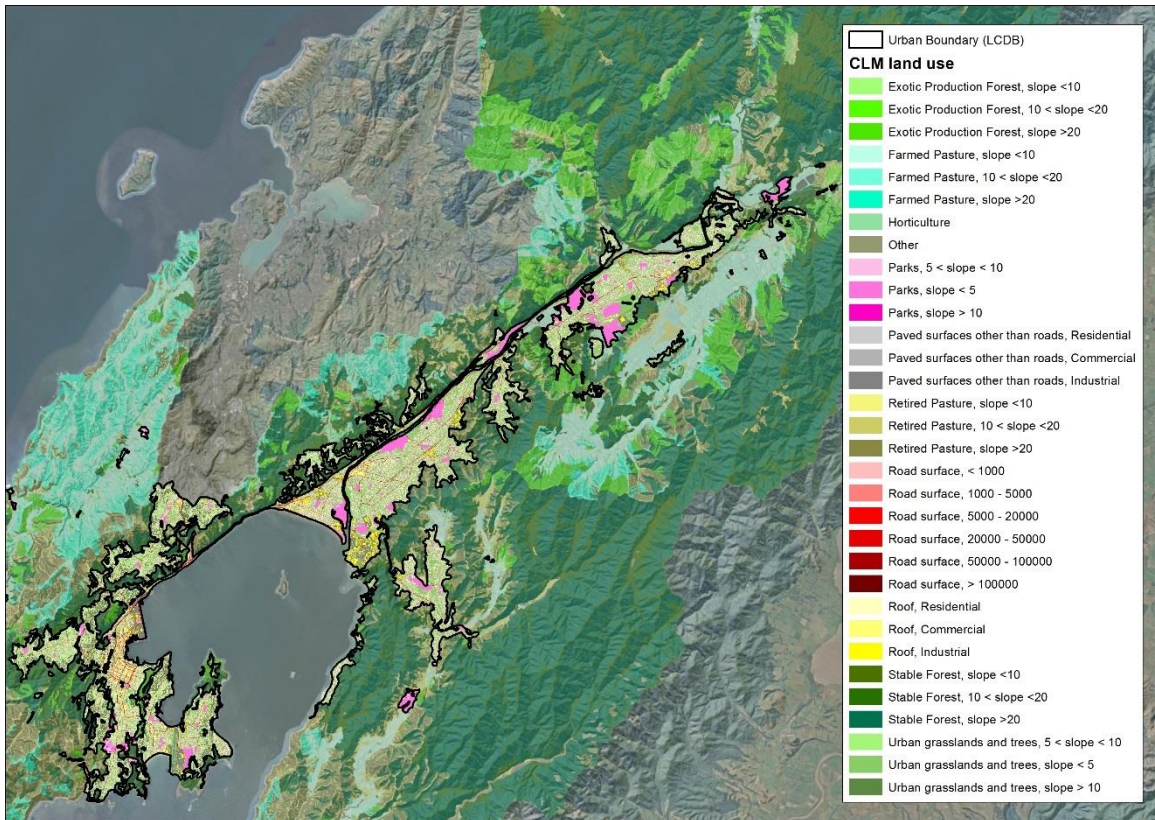 Urban Boundary (LCDB)
CLM land use
Exotic Production Forest, slope <10
Exotic Production Forest, 10 < slope <20
Exotic Production Forest, slope >20
Farmed Pasture, slope <10
Farmed Pasture, 10 < slope <20
Farmed Pasture, slope >20
Horticulture
Other
Parks, 5 < slope < 10
Parks, slope < 5
Parks, slope > 10
Paved surfaces other than roads, Residential
Paved surfaces other than roads, Commercial
Paved surfaces other than roads, Industrial
Retired Pasture, slope <10
Retired Pasture, 10 < slope <20
Retired Pasture, slope >20
Road surface, < 1000
Road surface, 1000 - 5000
Road surface, 5000 - 20000
Road surface, 20000 - 50000
Road surface, 50000 - 100000
Road surface, > 100000
Roof, Residential
Roof, Commercial
Roof, Industrial
Stable Forest, slope <10
Stable Forest, 10 < slope <20
Stable Forest, slope >20
Urban grasslands and trees, 5 < slope < 10
Urban grasslands and trees, slope < 5
Urban grasslands and trees, slope > 10